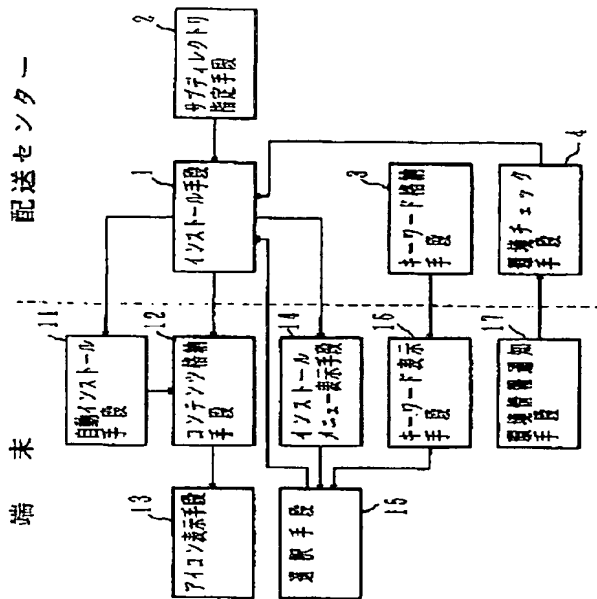 端末
配送センター
11
自動インストール
手段
12
コンテンツ格納
手段
13
アイコン表示手段
14
インストール
メニュー表示手段
15
選択手段
16
キーワード表示
手段
17
環境情報通知
手段
1
インストール手段
2
サブディレクトリ
指定手段
3
キーワード格納
手段
4
環境チェック
手段